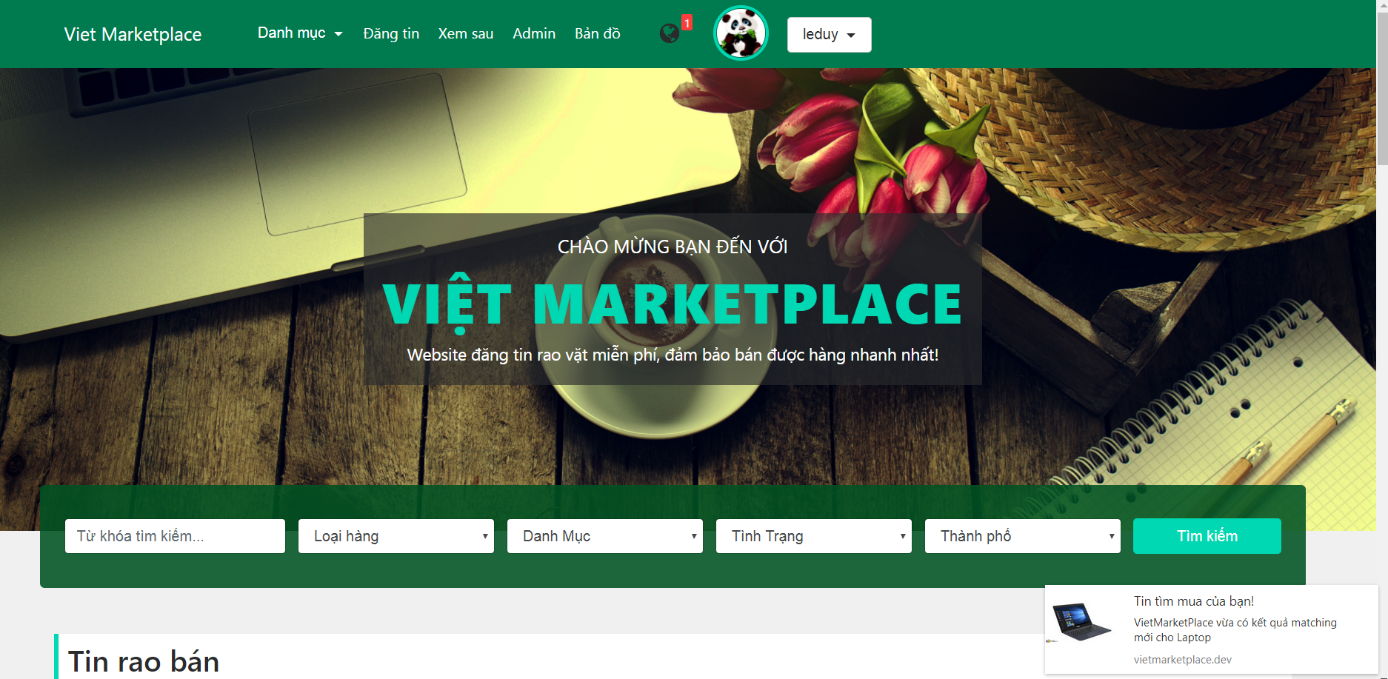 Viet Marketplace
Danh mục
Đăng tin
Xem sau
Admin
Bản đồ
1
leduy
CHÀO MỪNG BẠN ĐẾN VỚI
VIỆT MARKETPLACE
Website đăng tin rao vặt miễn phí, đảm bảo bán được hàng nhanh nhất!
Từ khóa tìm kiếm...
Loại hàng
Danh Mục
Tình Trạng
Thành phố
Tìm kiếm
Tin tìm mua của bạn!
VietMarketPlace vừa có kết quả matching
mới cho Laptop
vietmarketplace.dev
Tin rao bán